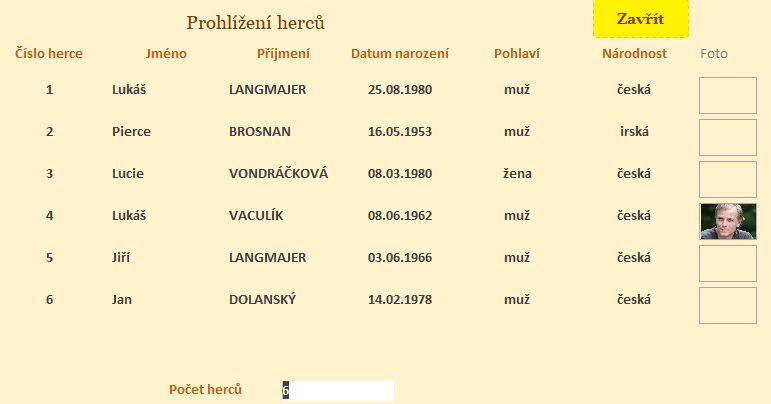 Prohlížení herců Zavřít
Číslo herce Jméno Příjmení Datum narození Pohlaví Národnost Foto
1 Lukáš LANGMAJER 25.08.1980 muž česká
2 Pierce BROSNAN 16.05.1953 muž irská
3 Lucie VONDRÁČKOVÁ 08.03.1980 žena česká
4 Lukáš VACULÍK 08.06.1962 muž česká
5 Jiří LANGMAJER 03.06.1966 muž česká
6 Jan DOLANSKÝ 14.02.1978 muž česká
Počet herců 6